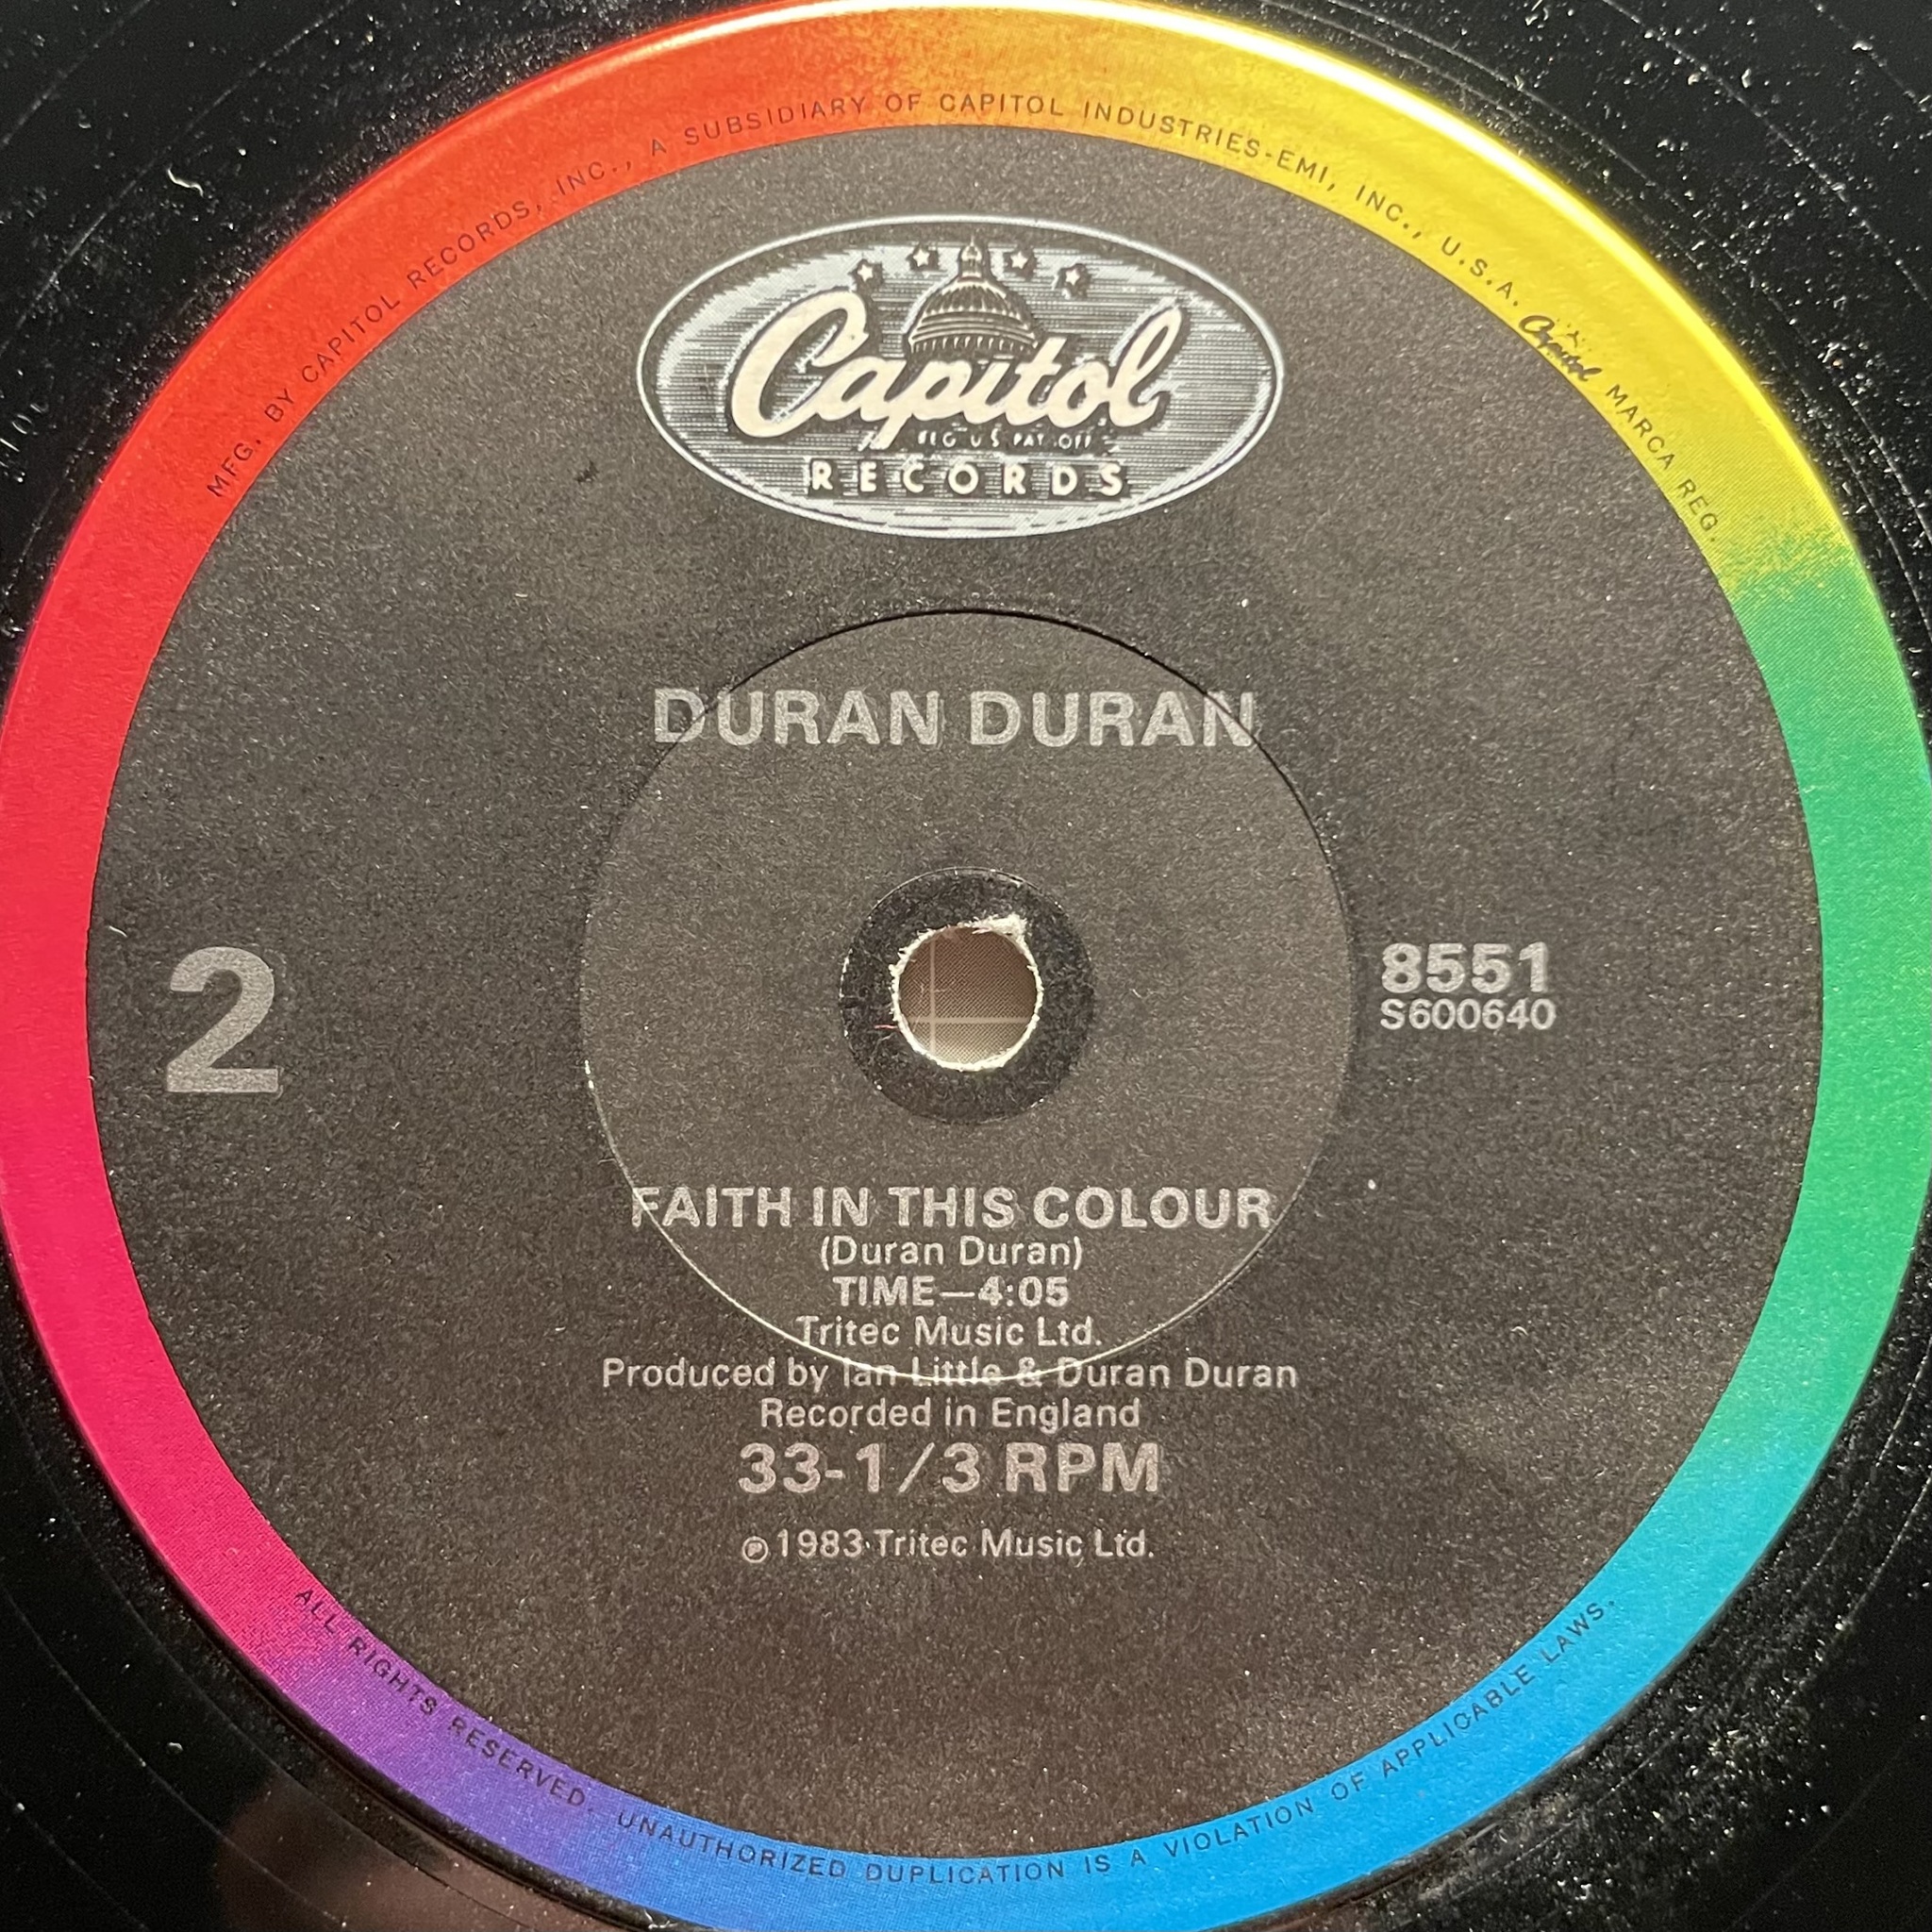 MFG. BY CAPITOL RECORDS, INC., A SUBSIDIARY OF CAPITOL INDUSTRIES-EMI, INC., U.S.A. Capitol MARCA REG.
Capitol
REG. U.S. PAT. OFF.
RECORDS
DURAN DURAN
2
8551
S600640
FAITH IN THIS COLOUR
(Duran Duran)
TIME—4:05
Tritec Music Ltd.
Produced by Ian Little & Duran Duran
Recorded in England
33-1/3 RPM
℗ 1983 Tritec Music Ltd.
ALL RIGHTS RESERVED. UNAUTHORIZED DUPLICATION IS A VIOLATION OF APPLICABLE LAWS.